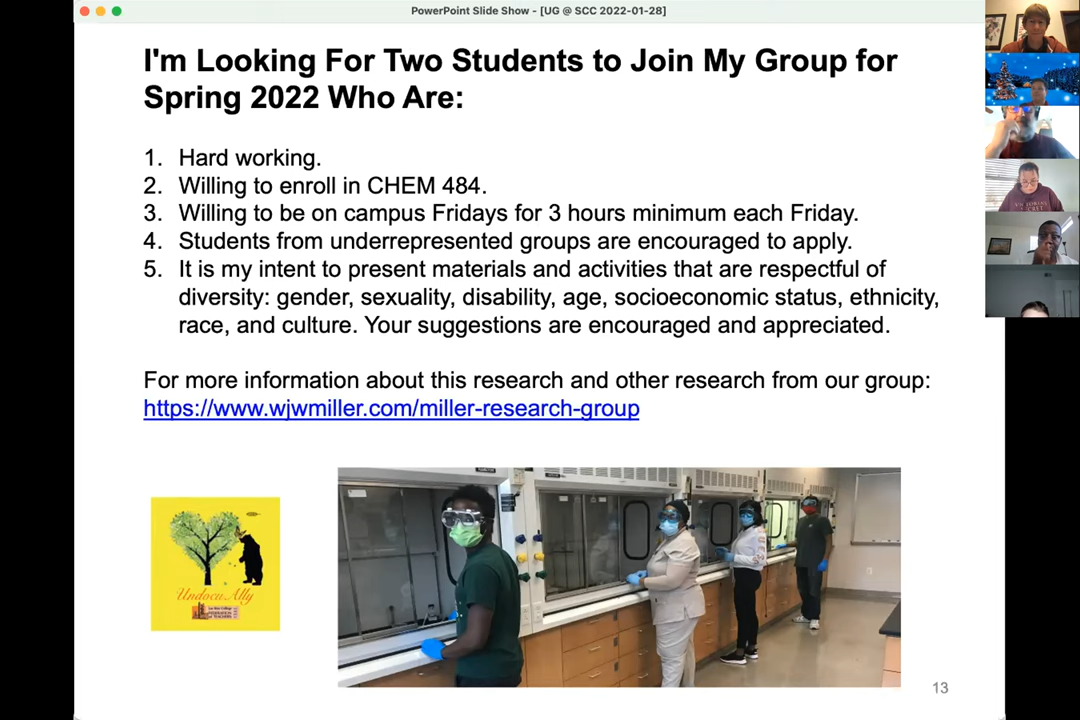 PowerPoint Slide Show - [UG @ SCC 2022-01-28]
I'm Looking For Two Students to Join My Group for
Spring 2022 Who Are:
1. Hard working.
2. Willing to enroll in CHEM 484.
3. Willing to be on campus Fridays for 3 hours minimum each Friday.
4. Students from underrepresented groups are encouraged to apply.
5. It is my intent to present materials and activities that are respectful of
diversity: gender, sexuality, disability, age, socioeconomic status, ethnicity,
race, and culture. Your suggestions are encouraged and appreciated.
For more information about this research and other research from our group:
https://www.wjwmiller.com/miller-research-group
UndocuAlly
13